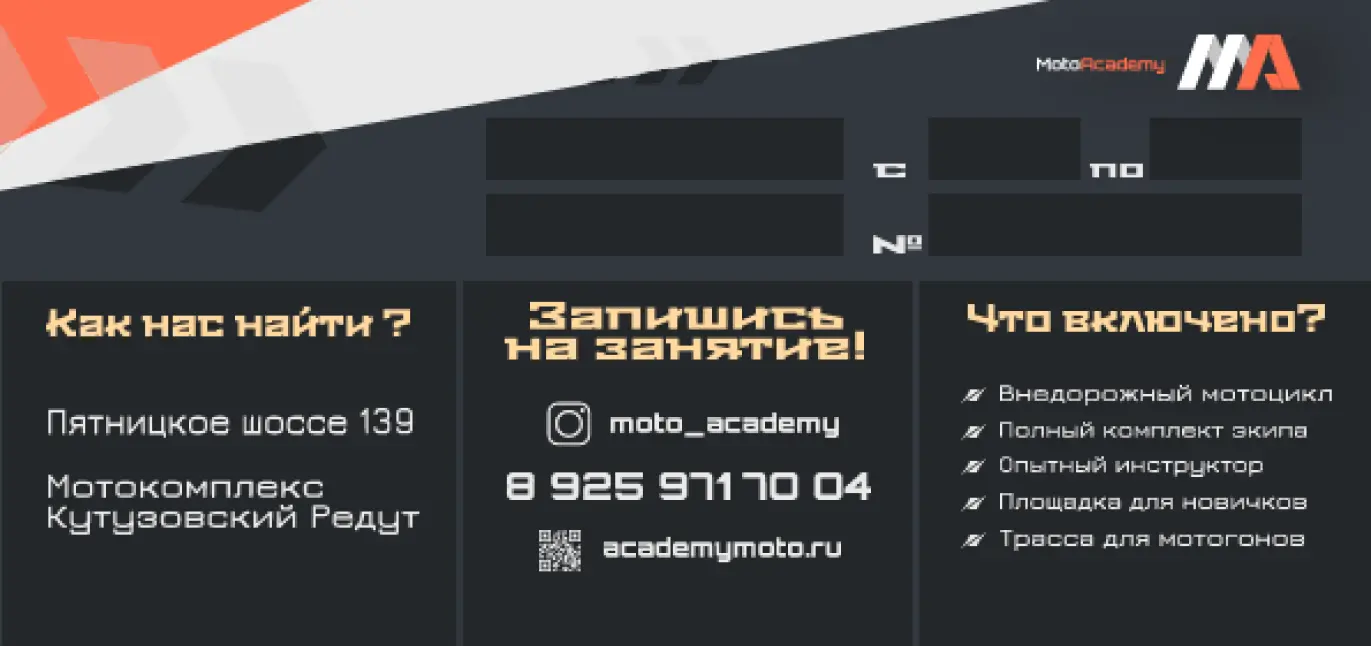 MotoAcademy MA
с по
№
Как нас найти ?
Пятницкое шоссе 139
Мотокомплекс
Кутузовский Редут
Запишись
на занятие!
moto_academy
8 925 971 70 04
academymoto.ru
Что включено?
Внедорожный мотоцикл
Полный комплект экипа
Опытный инструктор
Площадка для новичков
Трасса для мотогонов